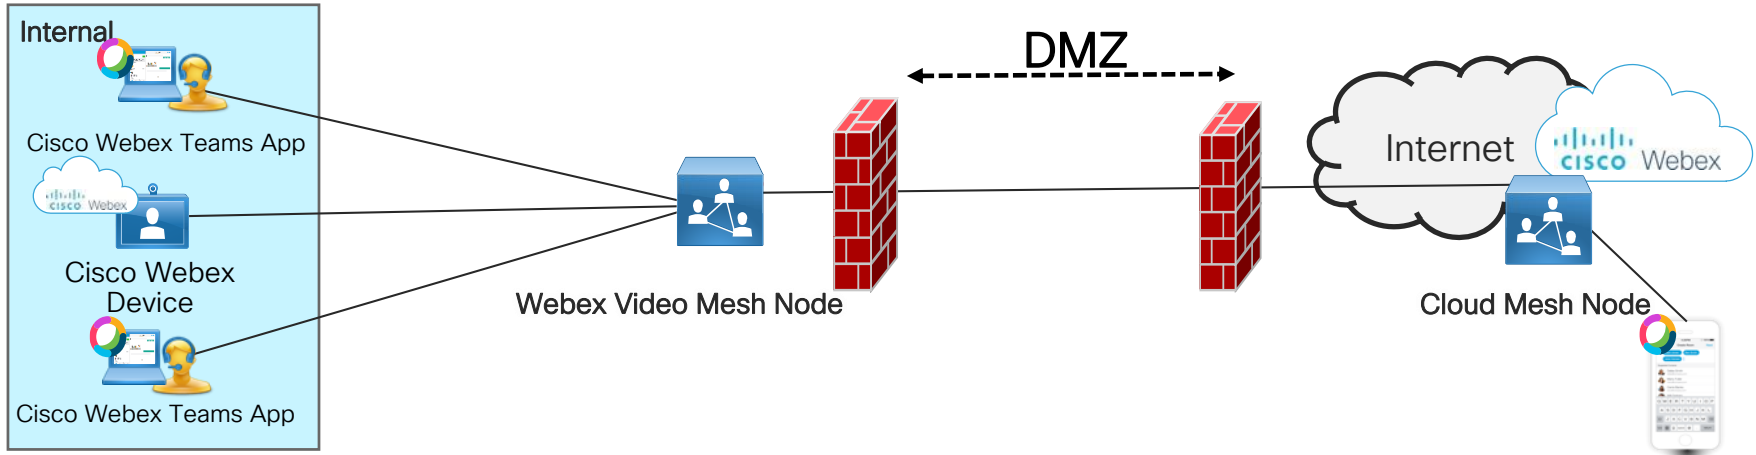 Internal
DMZ
Cisco Webex Teams App
Internet
CISCO Webex
CISCO Webex
Cisco Webex
Device
Webex Video Mesh Node
Cloud Mesh Node
Cisco Webex Teams App